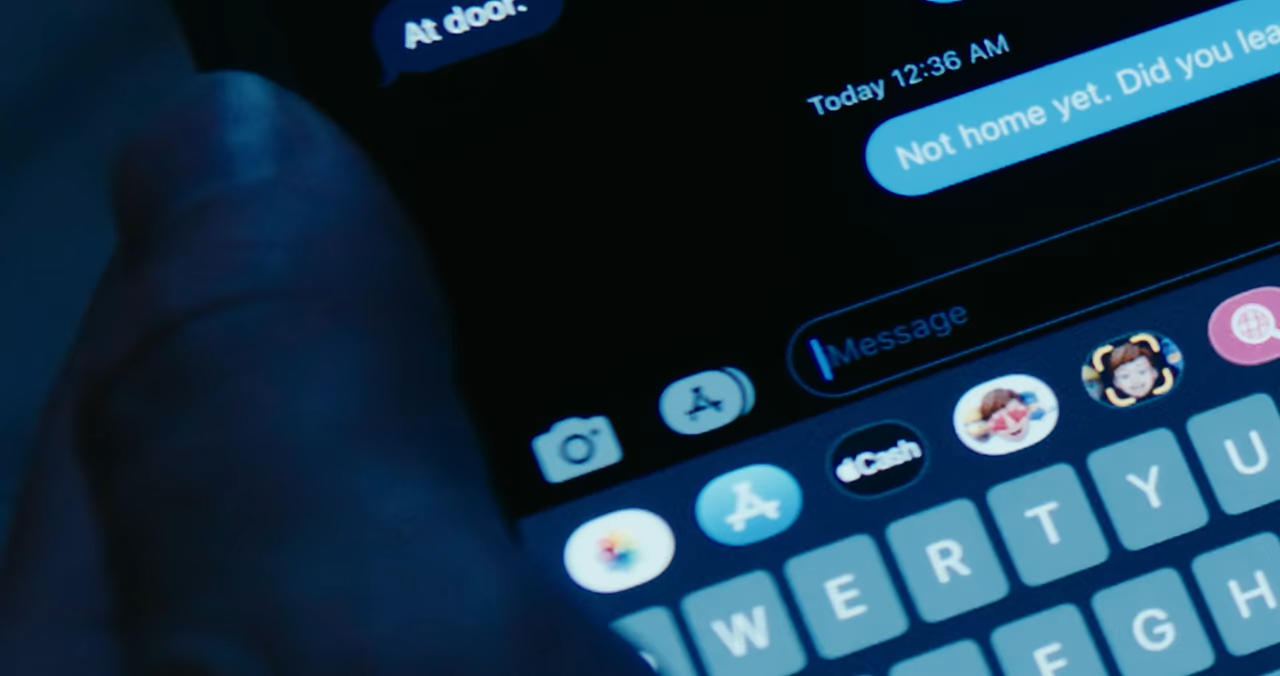 At door.
Today 12:36 AM
Not home yet. Did you lea
Message
Cash
W E R T Y U
F G H